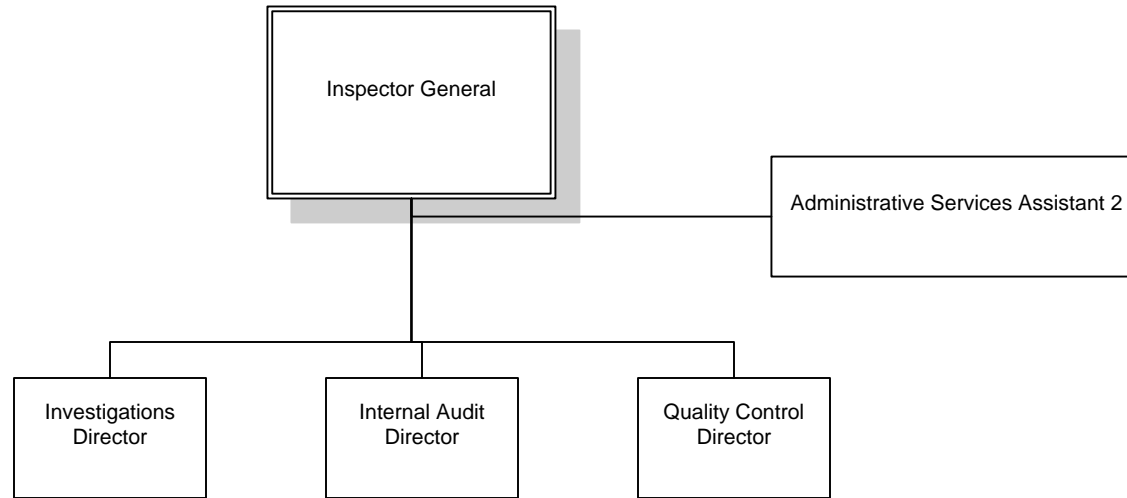 Inspector General
Administrative Services Assistant 2
Investigations
Director
Internal Audit
Director
Quality Control
Director